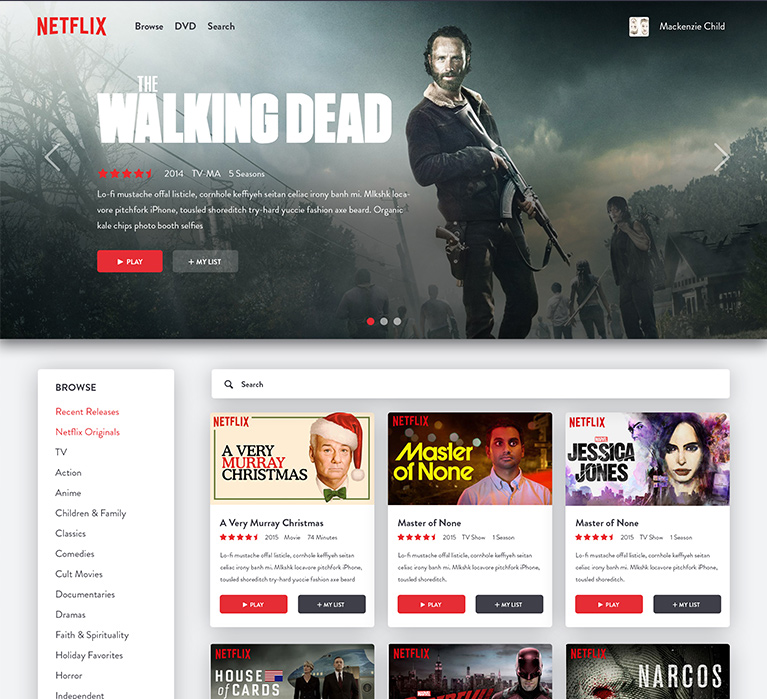 NETFLIX Browse DVD Search Mackenzie Child
THE
WALKING DEAD
2014 TV-MA 5 Seasons
Lo-fi mustache offal listicle, cornhole keffiyeh seitan celiac irony banh mi. Mlkshk loca-
vore pitchfork iPhone, tousled shoreditch try-hard yuccie fashion axe beard. Organic
kale chips photo booth selfies
PLAY + MY LIST
BROWSE
Recent Releases
Netflix Originals
TV
Action
Anime
Children & Family
Classics
Comedies
Cult Movies
Documentaries
Dramas
Faith & Spirituality
Holiday Favorites
Horror
Independent
Search
NETFLIX
A VERY
MURRAY
CHRISTMAS
A Very Murray Christmas
2015 Movie 74 Minutes
Lo-fi mustache offal listicle, cornhole keffiyeh seitan
celiac irony banh mi. Mlkshk locavore pitchfork iPhone,
tousled shoreditch try-hard yuccie fashion axe beard
PLAY + MY LIST
NETFLIX
Master
of None
Master of None
2015 TV Show 1 Season
Lo-fi mustache offal listicle, cornhole keffiyeh seitan
celiac irony banh mi. Mlkshk locavore pitchfork iPhone,
tousled shoreditch.
PLAY + MY LIST
NETFLIX
MARVEL
JESSICA
JONES
Master of None
2015 TV Show 1 Season
Lo-fi mustache offal listicle, cornhole keffiyeh seitan
celiac irony banh mi. Mlkshk locavore pitchfork iPhone,
tousled shoreditch.
PLAY + MY LIST
NETFLIX
HOUSE
of CARDS
NETFLIX
MARVEL
NETFLIX
NARCOS